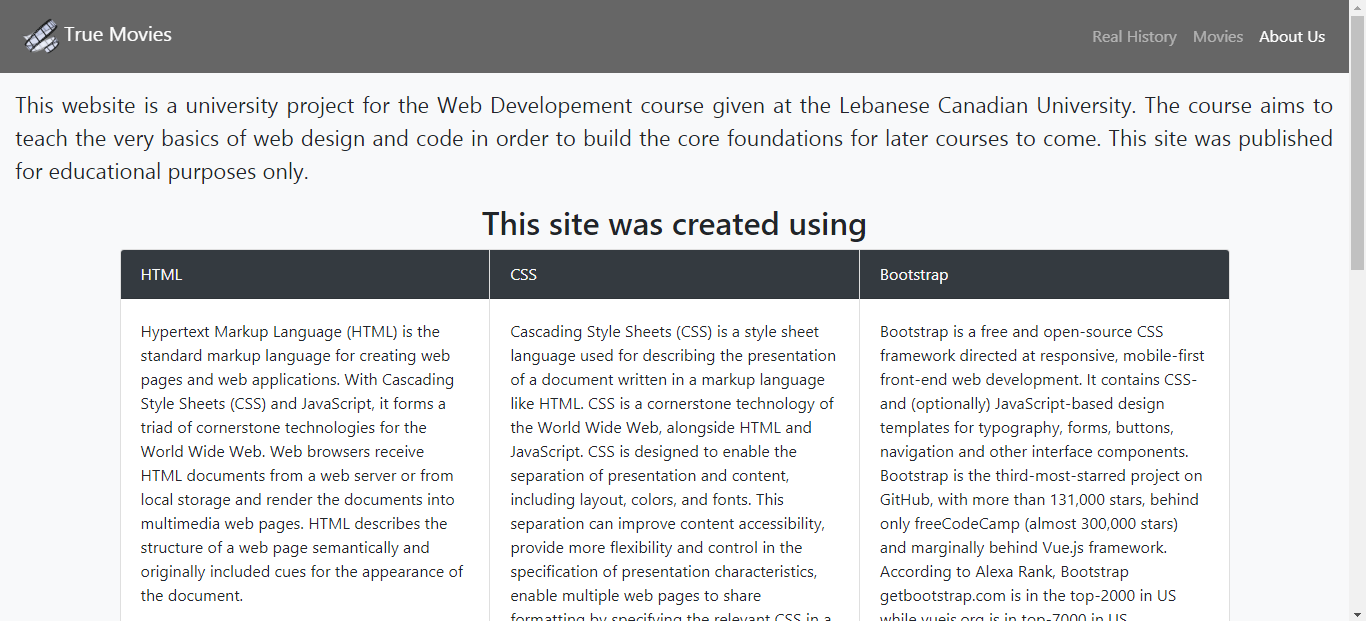 True Movies
Real History
Movies
About Us
This website is a university project for the Web Developement course given at the Lebanese Canadian University. The course aims to
teach the very basics of web design and code in order to build the core foundations for later courses to come. This site was published
for educational purposes only.
This site was created using
HTML
Hypertext Markup Language (HTML) is the
standard markup language for creating web
pages and web applications. With Cascading
Style Sheets (CSS) and JavaScript, it forms a
triad of cornerstone technologies for the
World Wide Web. Web browsers receive
HTML documents from a web server or from
local storage and render the documents into
multimedia web pages. HTML describes the
structure of a web page semantically and
originally included cues for the appearance of
the document.
CSS
Cascading Style Sheets (CSS) is a style sheet
language used for describing the presentation
of a document written in a markup language
like HTML. CSS is a cornerstone technology of
the World Wide Web, alongside HTML and
JavaScript. CSS is designed to enable the
separation of presentation and content,
including layout, colors, and fonts. This
separation can improve content accessibility,
provide more flexibility and control in the
specification of presentation characteristics,
enable multiple web pages to share
formatting by specifying the relevant CSS in a
Bootstrap
Bootstrap is a free and open-source CSS
framework directed at responsive, mobile-first
front-end web development. It contains CSS-
and (optionally) JavaScript-based design
templates for typography, forms, buttons,
navigation and other interface components.
Bootstrap is the third-most-starred project on
GitHub, with more than 131,000 stars, behind
only freeCodeCamp (almost 300,000 stars)
and marginally behind Vue.js framework.
According to Alexa Rank, Bootstrap
getbootstrap.com is in the top-2000 in US
while vuejs.org is in top-7000 in US.